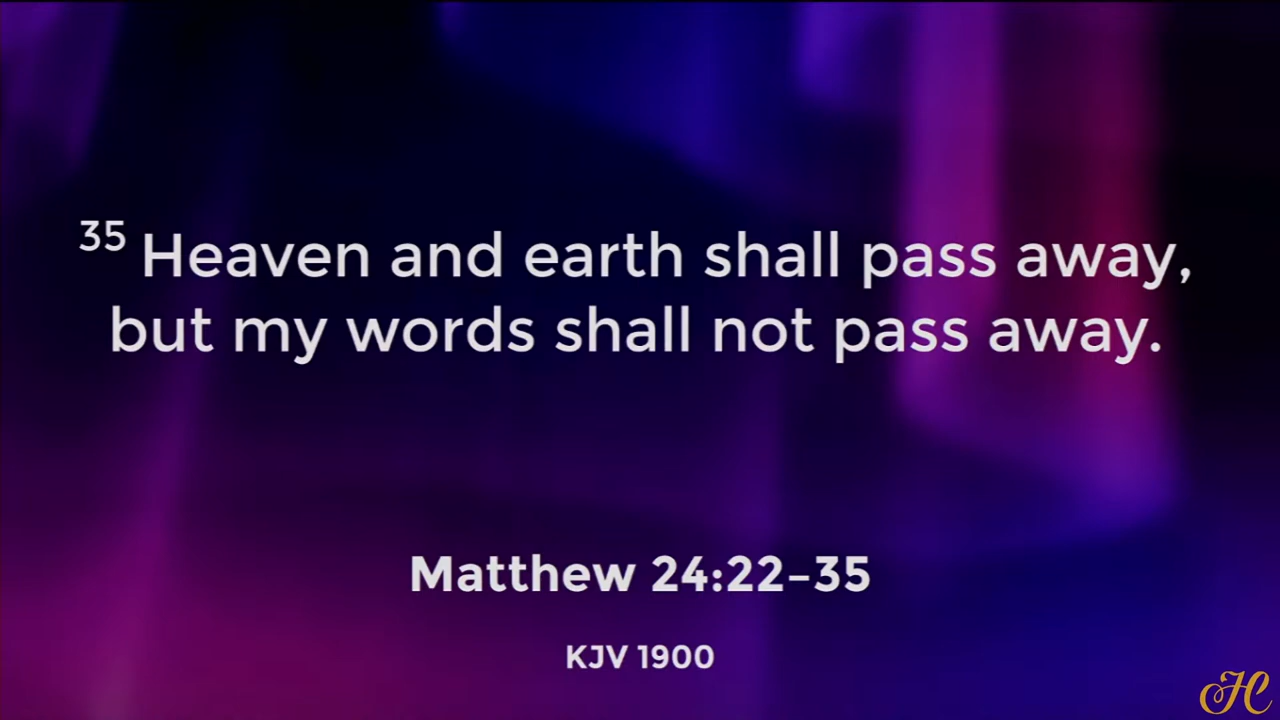 35 Heaven and earth shall pass away,
but my words shall not pass away.
Matthew 24:22–35
KJV 1900
HC